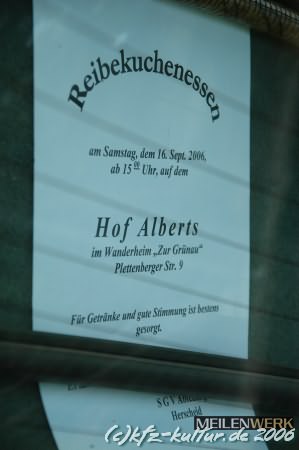 Reibekuchenessen
am Samstag, dem 16. Sept. 2006,
ab 15 00 Uhr, auf dem
Hof Alberts
im Wanderheim „Zur Grünau“
Plettenberger Str. 9
Für Getränke und gute Stimmung ist bestens
gesorgt.
SGV
Herscheid
MEILENWERK
(c)kfz-kultur.de 2006